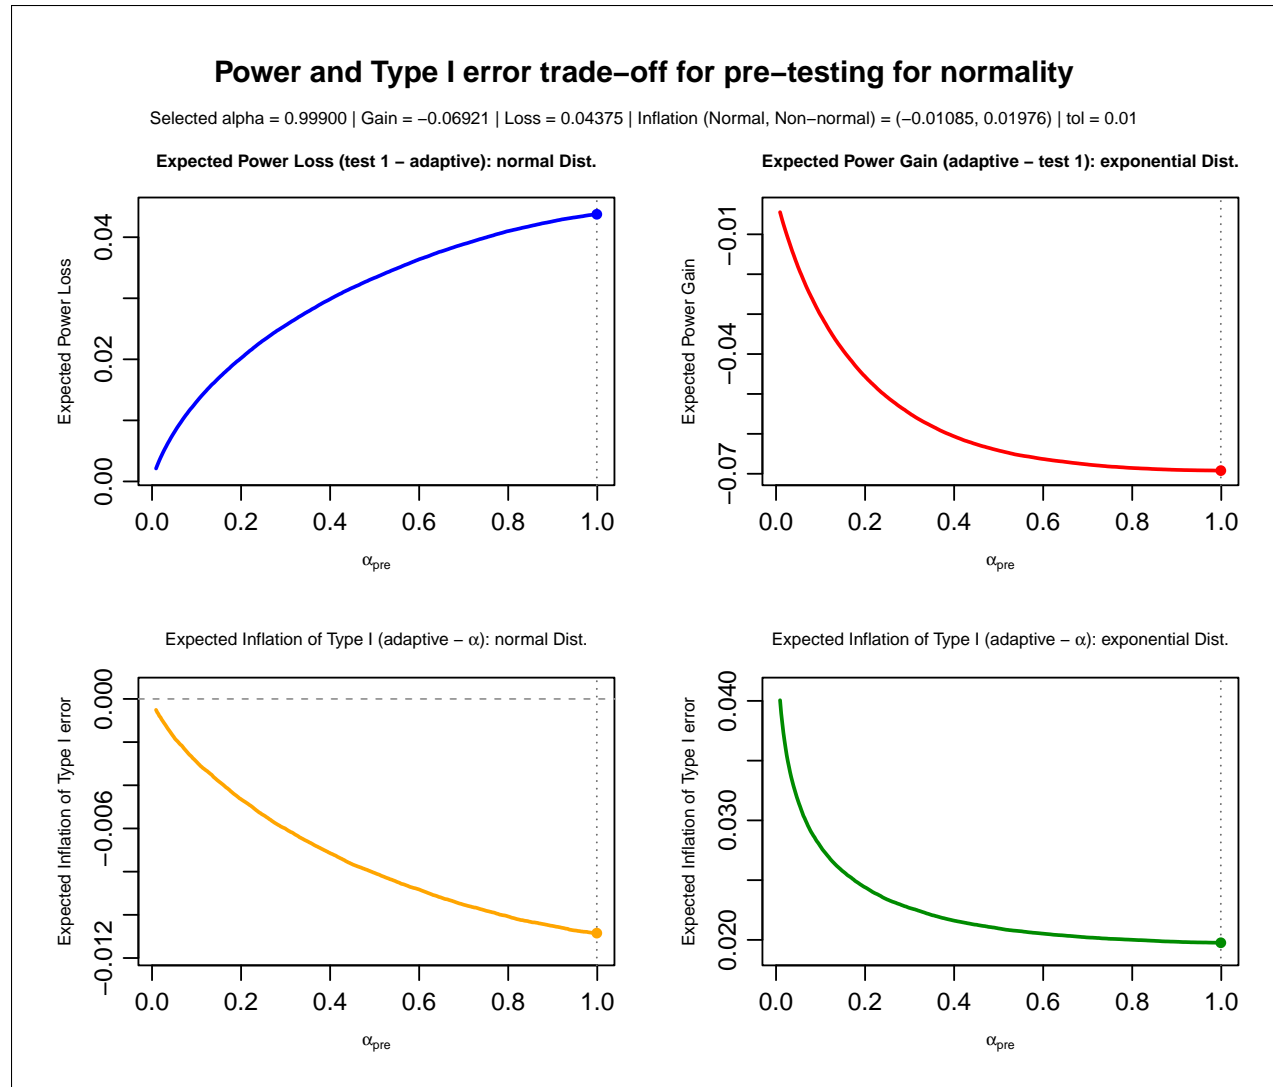 Power and Type I error trade−off for pre−testing for normality
Selected alpha = 0.99900 | Gain = −0.06921 | Loss = 0.04375 | Inflation (Normal, Non−normal) = (−0.01085, 0.01976) | tol = 0.01
Expected Power Loss (test 1 − adaptive): normal Dist.
Expected Power Loss
0.04
0.02
0.00
0.0 0.2 0.4 0.6 0.8 1.0
αpre
Expected Power Gain (adaptive − test 1): exponential Dist.
Expected Power Gain
−0.01
−0.04
−0.07
0.0 0.2 0.4 0.6 0.8 1.0
αpre
Expected Inflation of Type I (adaptive − α): normal Dist.
Expected Inflation of Type I error
0.000
−0.006
−0.012
0.0 0.2 0.4 0.6 0.8 1.0
αpre
Expected Inflation of Type I (adaptive − α): exponential Dist.
Expected Inflation of Type I error
0.040
0.030
0.020
0.0 0.2 0.4 0.6 0.8 1.0
αpre